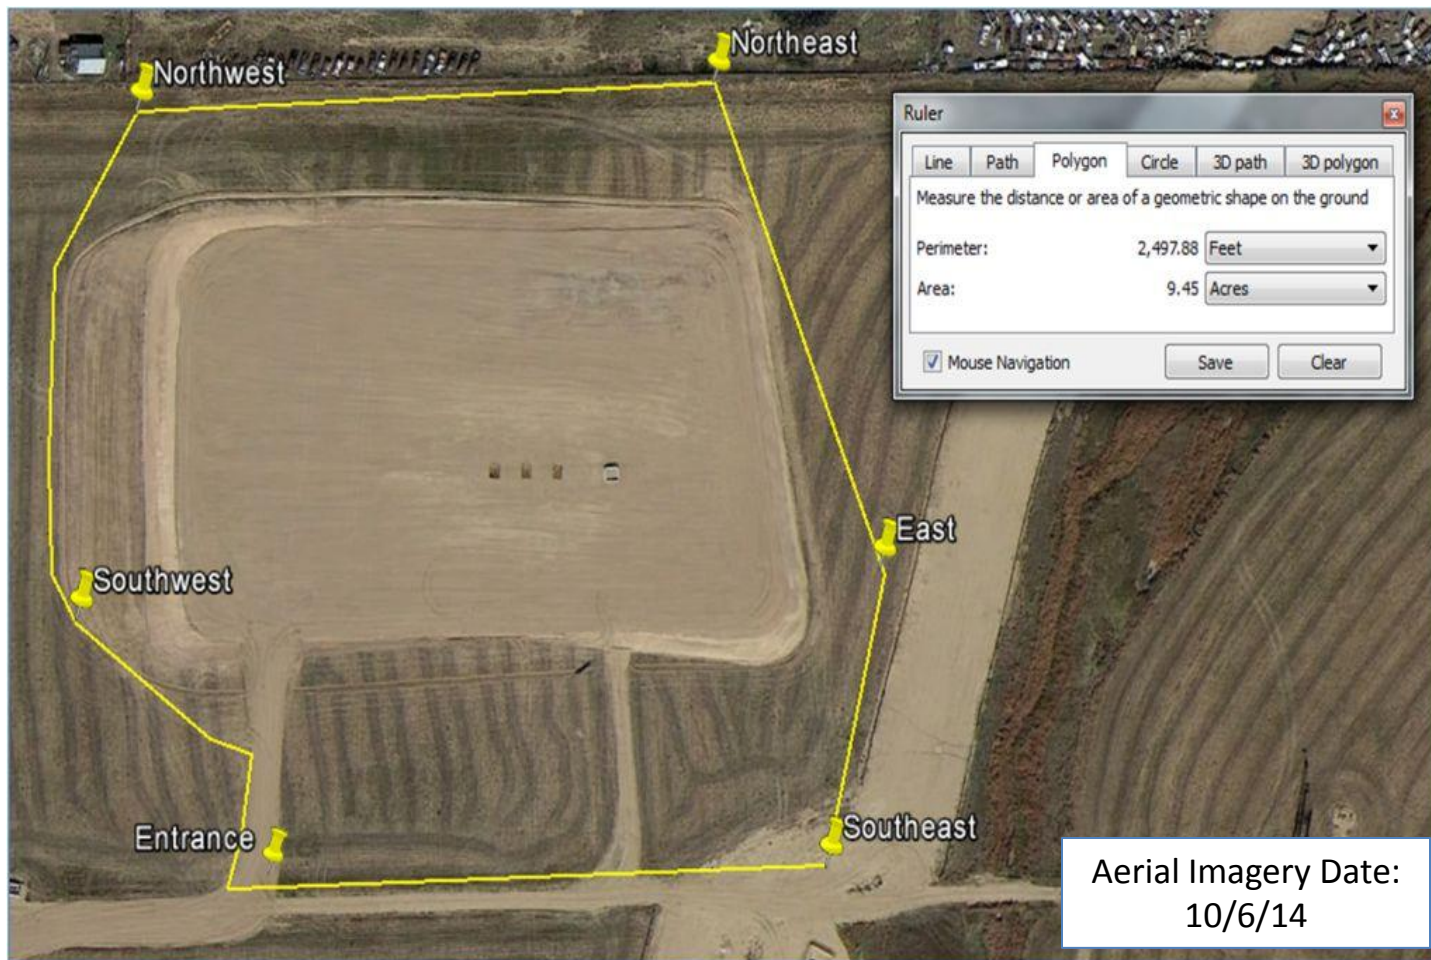 Northeast
Northwest
Ruler
Line Path Polygon Circle 3D path 3D polygon
Measure the distance or area of a geometric shape on the ground
Perimeter: 2,497.88 Feet
Area: 9.45 Acres
Mouse Navigation Save Clear
East
Southwest
Entrance
Southeast
Aerial Imagery Date:
10/6/14